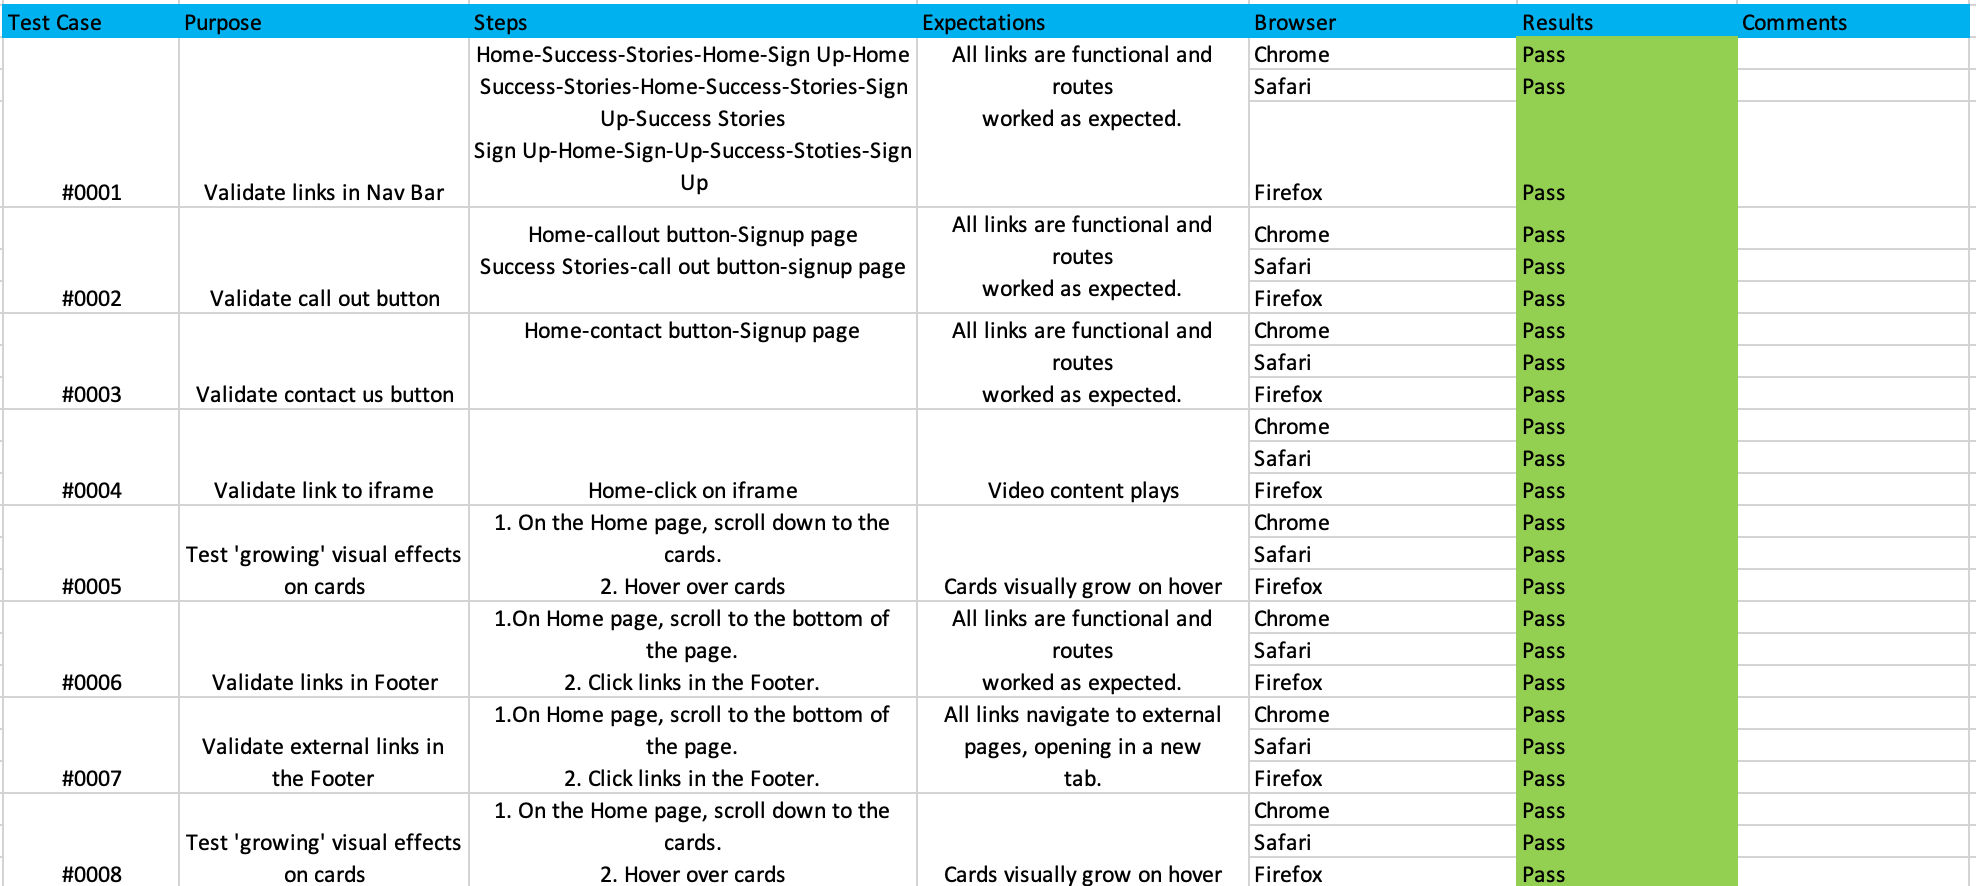 Test Case Purpose Steps Expectations Browser Results Comments
Home-Success-Stories-Home-Sign Up-Home All links are functional and Chrome Pass
Success-Stories-Home-Success-Stories-Sign routes Safari Pass
Up-Success Stories worked as expected.
Sign Up-Home-Sign-Up-Success-Stoties-Sign
Up
#0001 Validate links in Nav Bar Firefox Pass
All links are functional and
Home-callout button-Signup page Chrome Pass
routes
Success Stories-call out button-signup page Safari Pass
worked as expected.
#0002 Validate call out button Firefox Pass
Home-contact button-Signup page All links are functional and Chrome Pass
routes Safari Pass
#0003 Validate contact us button worked as expected. Firefox Pass
Chrome Pass
Safari Pass
#0004 Validate link to iframe Home-click on iframe Video content plays Firefox Pass
1. On the Home page, scroll down to the Chrome Pass
Test 'growing' visual effects cards. Safari Pass
#0005 on cards 2. Hover over cards Cards visually grow on hover Firefox Pass
1.On Home page, scroll to the bottom of All links are functional and Chrome Pass
the page. routes Safari Pass
#0006 Validate links in Footer 2. Click links in the Footer. worked as expected. Firefox Pass
1.On Home page, scroll to the bottom of All links navigate to external Chrome Pass
Validate external links in the page. pages, opening in a new Safari Pass
#0007 the Footer 2. Click links in the Footer. tab. Firefox Pass
1. On the Home page, scroll down to the Chrome Pass
Test 'growing' visual effects cards. Safari Pass
#0008 on cards 2. Hover over cards Cards visually grow on hover Firefox Pass